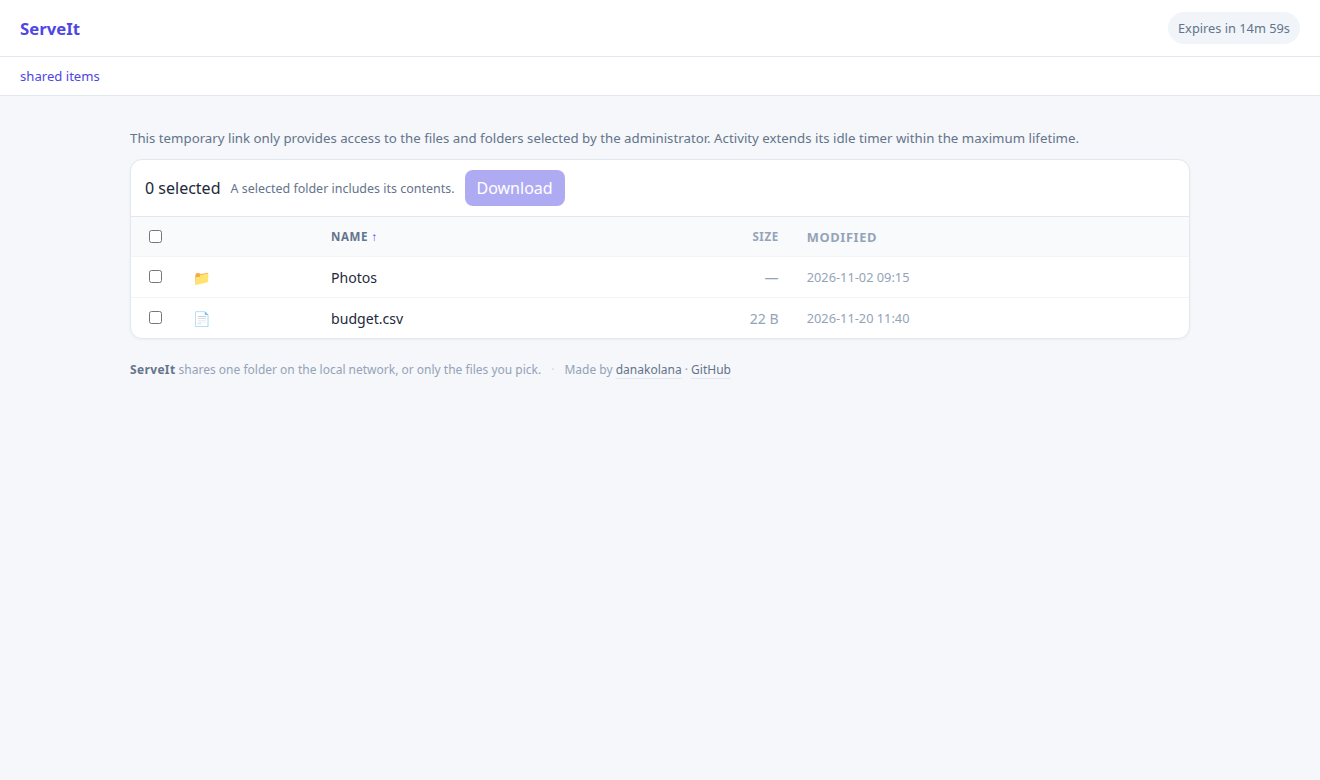 ServeIt
Expires in 14m 59s
shared items
This temporary link only provides access to the files and folders selected by the administrator. Activity extends its idle timer within the maximum lifetime.
0 selected A selected folder includes its contents. Download
NAME ↑ SIZE MODIFIED
Photos — 2026-11-02 09:15
budget.csv 22 B 2026-11-20 11:40
ServeIt shares one folder on the local network, or only the files you pick. · Made by danakolana · GitHub